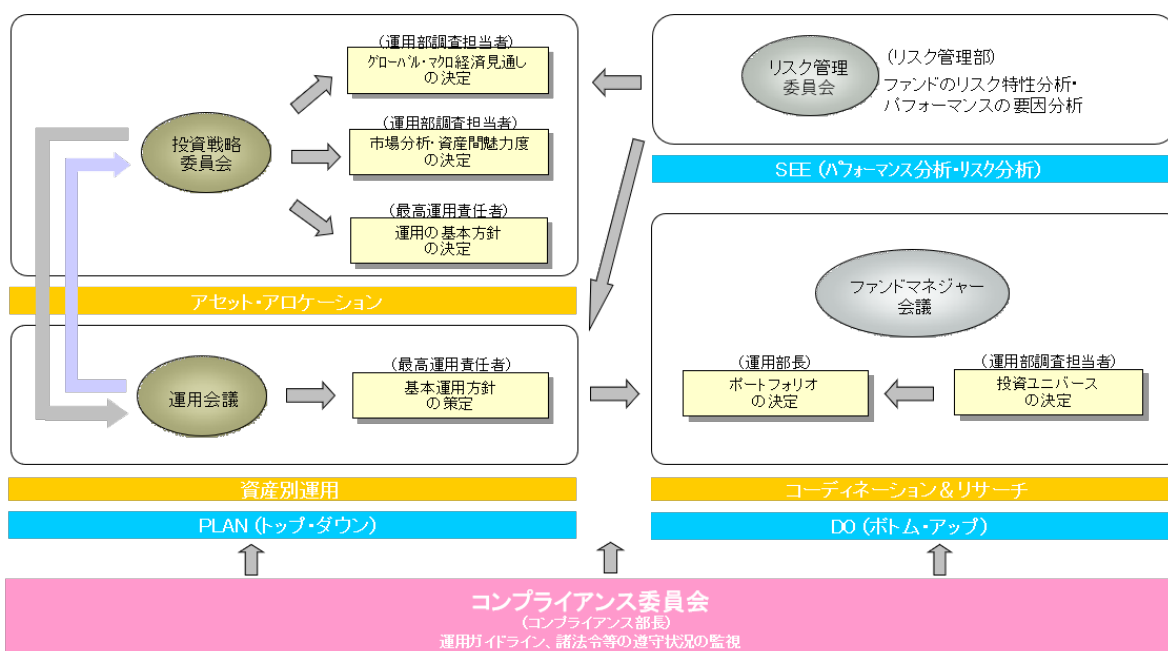 (運用部調査担当者)
グローバル・マクロ経済見通し
の決定
投資戦略
委員会
(運用部調査担当者)
市場分析・資産間魅力度
の決定
(最高運用責任者)
運用の基本方針
の決定
アセット・アロケーション
運用会議
(最高運用責任者)
基本運用方針
の策定
資産別運用
PLAN (トップ・ダウン)
リスク管理
委員会
(リスク管理部)
ファンドのリスク特性分析・
パフォーマンスの要因分析
SEE (パフォーマンス分析・リスク分析)
ファンドマネジャー
会議
(運用部長)
ポートフォリオ
の決定
(運用部調査担当者)
投資ユニバース
の決定
コーディネーション＆リサーチ
DO (ボトム・アップ)
コンプライアンス委員会
(コンプライアンス部長)
運用ガイドライン、諸法令等の遵守状況の監視